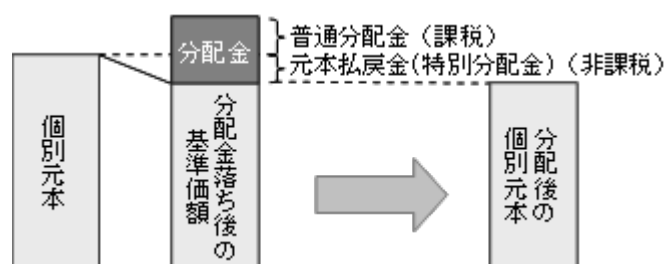 分配金
普通分配金（課税）
元本払戻金(特別分配金)（非課税）
個別元本
分配金落ち後の
基準価額
分配後の
個別元本